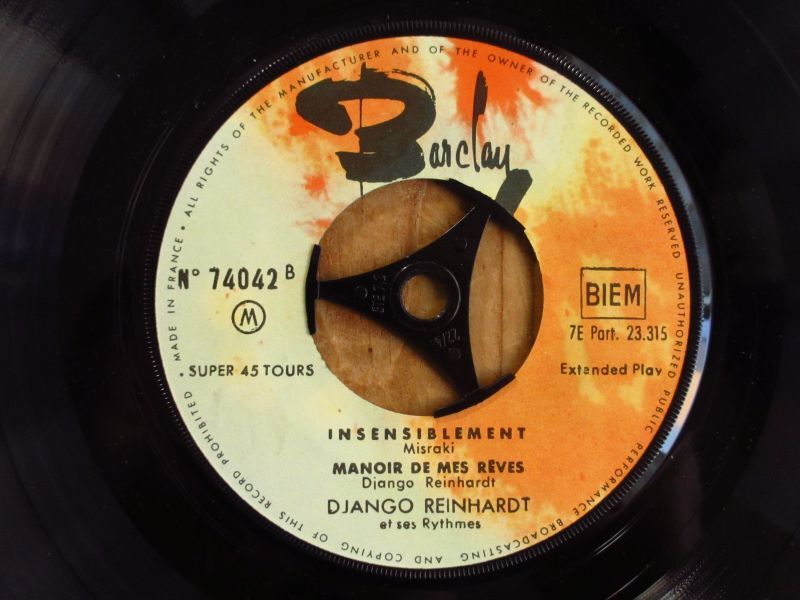 MADE IN FRANCE • ALL RIGHTS OF THE MANUFACTURER AND OF THE OWNER OF THE RECORDED WORK RESERVED UNAUTHORIZED PUBLIC PERFORMANCE BROADCASTING AND COPYING OF THIS RECORD PROHIBITED
Barclay
Nº 74042 B
M
• SUPER 45 TOURS
BIEM
7E Part. 23.315
Extended Play
INSENSIBLEMENT
Misraki
MANOIR DE MES RÊVES
Django Reinhardt
DJANGO REINHARDT
et ses Rythmes